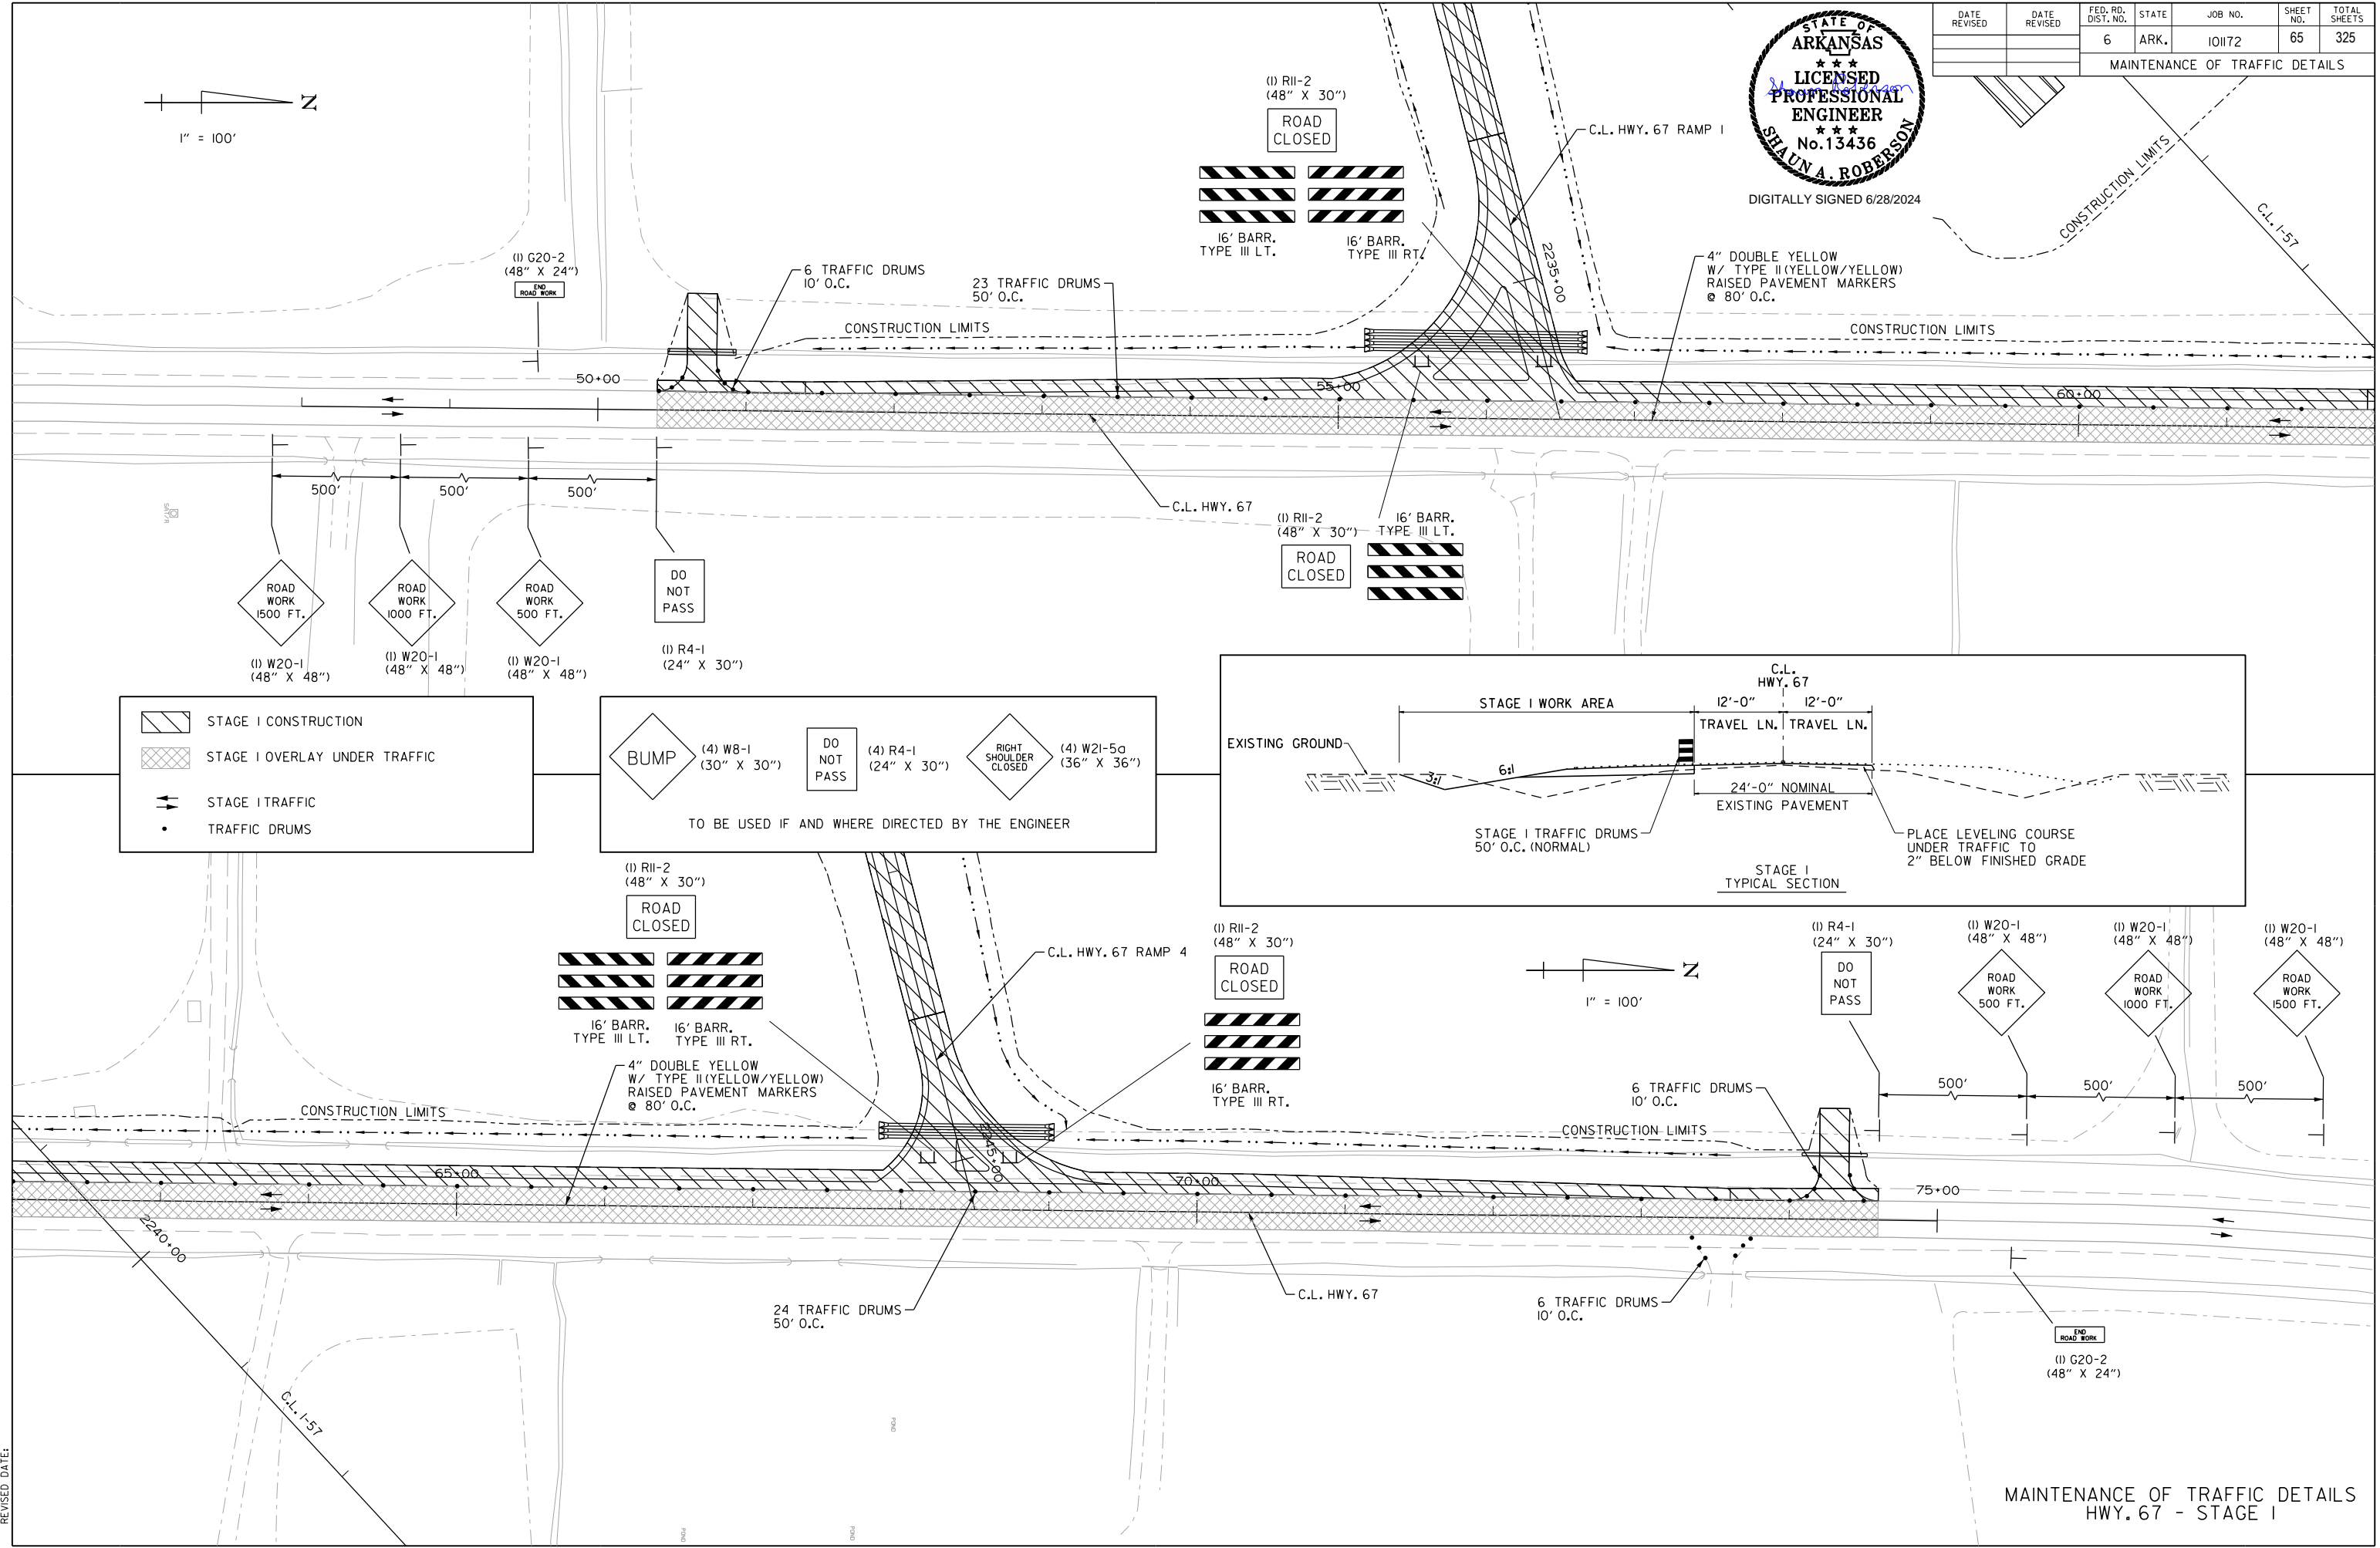 DATE REVISED
DATE REVISED
FED. RD. DIST. NO.
STATE
JOB NO.
SHEET NO.
TOTAL SHEETS
6
ARK.
101172
65
325
MAINTENANCE OF TRAFFIC DETAILS
STATE OF
ARKANSAS
LICENSED
PROFESSIONAL
ENGINEER
No.13436
SHAUN A. ROBERSON
Shaun Roberson
DIGITALLY SIGNED 6/28/2024
N
1" = 100'
(1) R11-2
(48" X 30")
ROAD
CLOSED
16' BARR.
TYPE III LT.
16' BARR.
TYPE III RT.
C.L. HWY. 67 RAMP 1
2235+00
CONSTRUCTION LIMITS
C.L. I-57
4" DOUBLE YELLOW
W/ TYPE II (YELLOW/YELLOW)
RAISED PAVEMENT MARKERS
@ 80' O.C.
(1) G20-2
(48" X 24")
END
ROAD WORK
6 TRAFFIC DRUMS
10' O.C.
23 TRAFFIC DRUMS
50' O.C.
CONSTRUCTION LIMITS
CONSTRUCTION LIMITS
50+00
55+00
60+00
500'
500'
500'
C.L. HWY. 67
(1) R11-2
(48" X 30")
ROAD
CLOSED
16' BARR.
TYPE III LT.
ROAD
WORK
1500 FT.
ROAD
WORK
1000 FT.
ROAD
WORK
500 FT.
DO
NOT
PASS
(1) W20-1
(48" X 48")
(1) W20-1
(48" X 48")
(1) W20-1
(48" X 48")
(1) R4-1
(24" X 30")
STAGE 1 CONSTRUCTION
STAGE 1 OVERLAY UNDER TRAFFIC
STAGE 1 TRAFFIC
TRAFFIC DRUMS
BUMP
(4) W8-1
(30" X 30")
DO
NOT
PASS
(4) R4-1
(24" X 30")
RIGHT
SHOULDER
CLOSED
(4) W21-5a
(36" X 36")
TO BE USED IF AND WHERE DIRECTED BY THE ENGINEER
C.L.
HWY. 67
STAGE 1 WORK AREA
12'-0"
12'-0"
TRAVEL LN.
TRAVEL LN.
EXISTING GROUND
3:1
6:1
24'-0" NOMINAL
EXISTING PAVEMENT
STAGE 1 TRAFFIC DRUMS
50' O.C. (NORMAL)
PLACE LEVELING COURSE
UNDER TRAFFIC TO
2" BELOW FINISHED GRADE
STAGE 1
TYPICAL SECTION
(1) R11-2
(48" X 30")
ROAD
CLOSED
16' BARR.
TYPE III LT.
16' BARR.
TYPE III RT.
C.L. HWY. 67 RAMP 4
(1) R11-2
(48" X 30")
ROAD
CLOSED
16' BARR.
TYPE III RT.
N
1" = 100'
(1) R4-1
(24" X 30")
DO
NOT
PASS
(1) W20-1
(48" X 48")
ROAD
WORK
500 FT.
(1) W20-1
(48" X 48")
ROAD
WORK
1000 FT.
(1) W20-1
(48" X 48")
ROAD
WORK
1500 FT.
500'
500'
500'
4" DOUBLE YELLOW
W/ TYPE II (YELLOW/YELLOW)
RAISED PAVEMENT MARKERS
@ 80' O.C.
6 TRAFFIC DRUMS
10' O.C.
CONSTRUCTION LIMITS
CONSTRUCTION LIMITS
2245+00
65+00
70+00
75+00
2240+00
C.L. I-57
24 TRAFFIC DRUMS
50' O.C.
C.L. HWY. 67
6 TRAFFIC DRUMS
10' O.C.
END
ROAD WORK
(1) G20-2
(48" X 24")
POND
POND
POND
REVISED DATE:
MAINTENANCE OF TRAFFIC DETAILS
HWY. 67 - STAGE 1